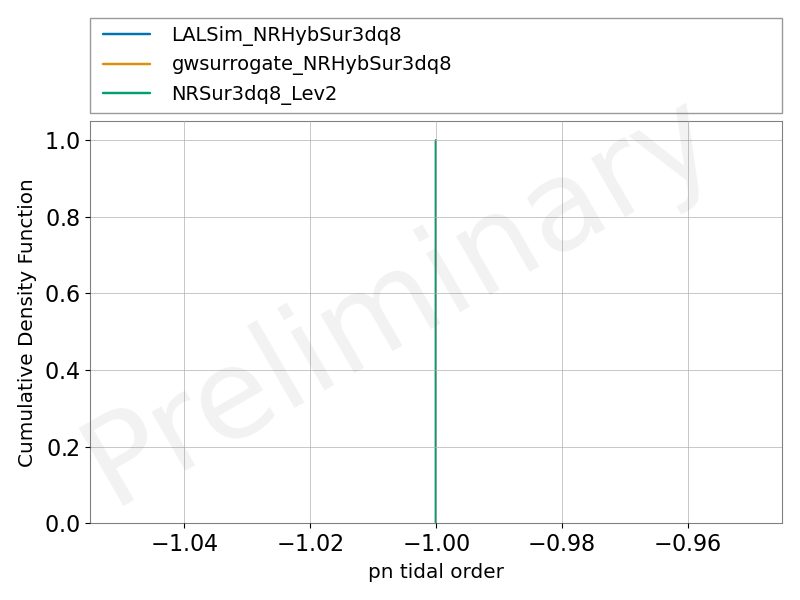 LALSim_NRHybSur3dq8
gwsurrogate_NRHybSur3dq8
NRSur3dq8_Lev2
Preliminary
1.0
0.8
0.6
0.4
0.2
0.0
Cumulative Density Function
−1.04 −1.02 −1.00 −0.98 −0.96
pn tidal order